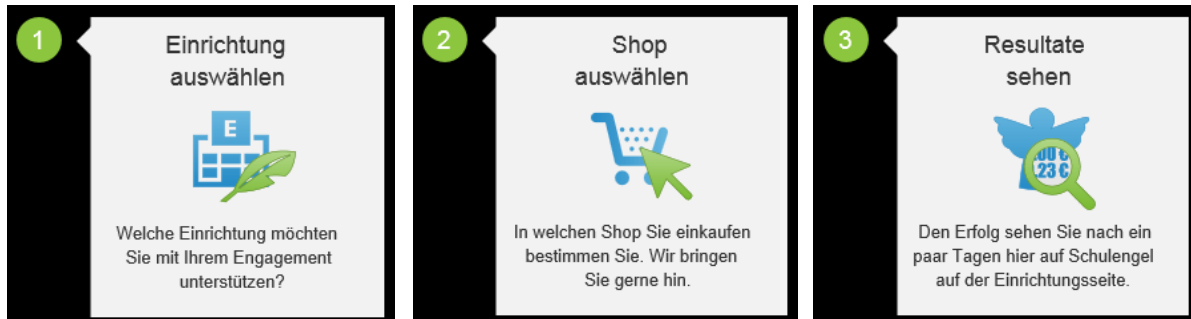 1
Einrichtung
auswählen
E
Welche Einrichtung möchten
Sie mit Ihrem Engagement
unterstützen?
2
Shop
auswählen
In welchen Shop Sie einkaufen
bestimmen Sie. Wir bringen
Sie gerne hin.
3
Resultate
sehen
.00 €
.23 €
Den Erfolg sehen Sie nach ein
paar Tagen hier auf Schulengel
auf der Einrichtungsseite.